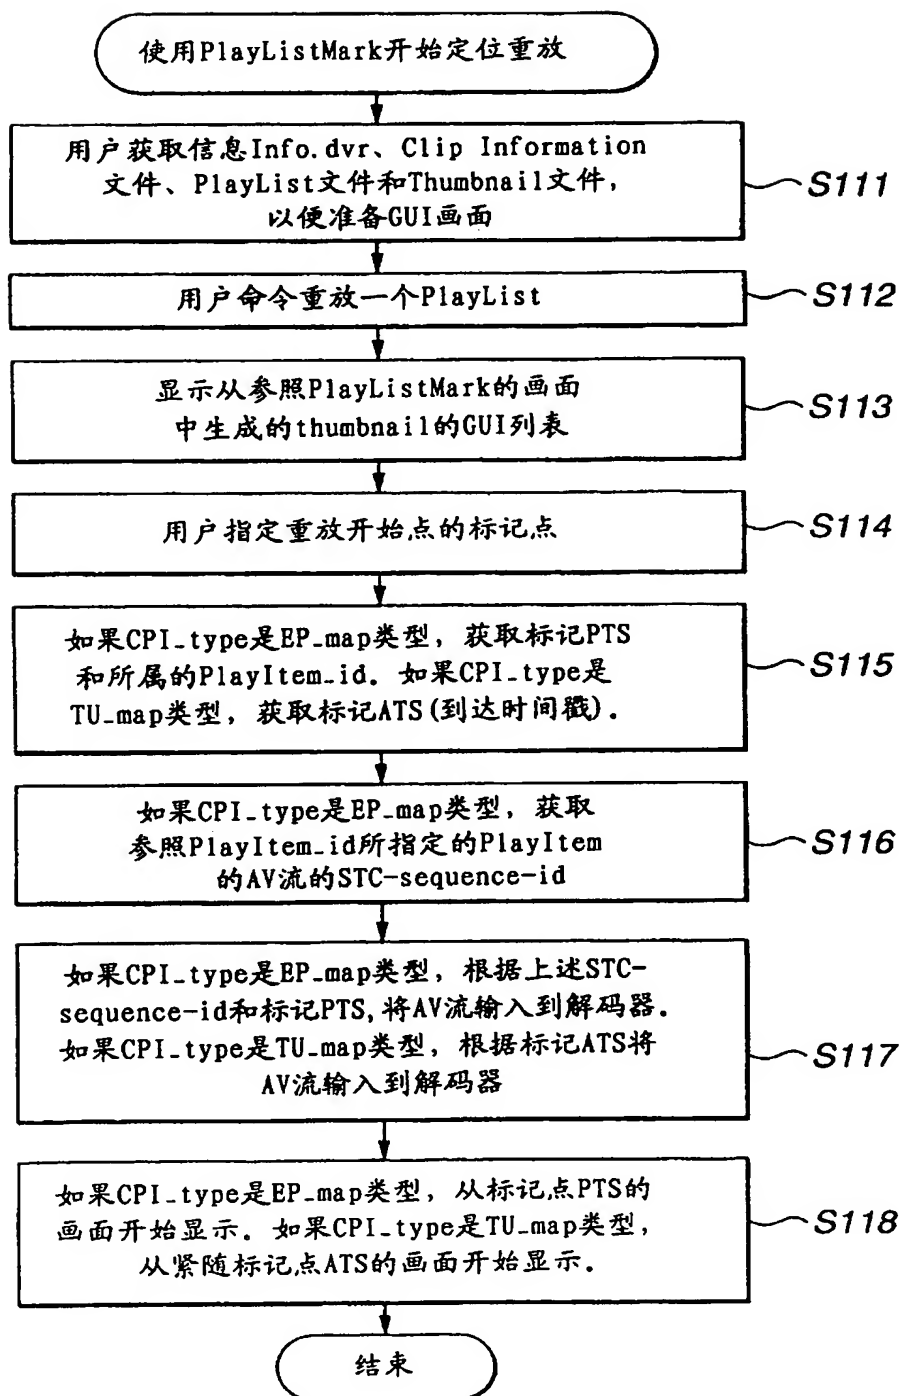 使用PlayListMark开始定位重放
用户获取信息Info.dvr、Clip Information
文件、PlayList文件和Thumbnail文件,
以便准备GUI画面
S111
用户命令重放一个PlayList
S112
显示从参照PlayListMark的画面
中生成的thumbnail的GUI列表
S113
用户指定重放开始点的标记点
S114
如果CPI_type是EP_map类型，获取标记PTS
和所属的PlayItem_id。如果CPI_type是
TU_map类型，获取标记ATS(到达时间戳).
S115
如果CPI_type是EP_map类型，获取
参照PlayItem_id所指定的PlayItem
的AV流的STC-sequence-id
S116
如果CPI_type是EP_map类型，根据上述STC-
sequence-id和标记PTS,将AV流输入到解码器。
如果CPI_type是TU_map类型，根据标记ATS将
AV流输入到解码器
S117
如果CPI_type是EP_map类型，从标记点PTS的
画面开始显示。如果CPI_type是TU_map类型，
从紧随标记点ATS的画面开始显示。
S118
结束